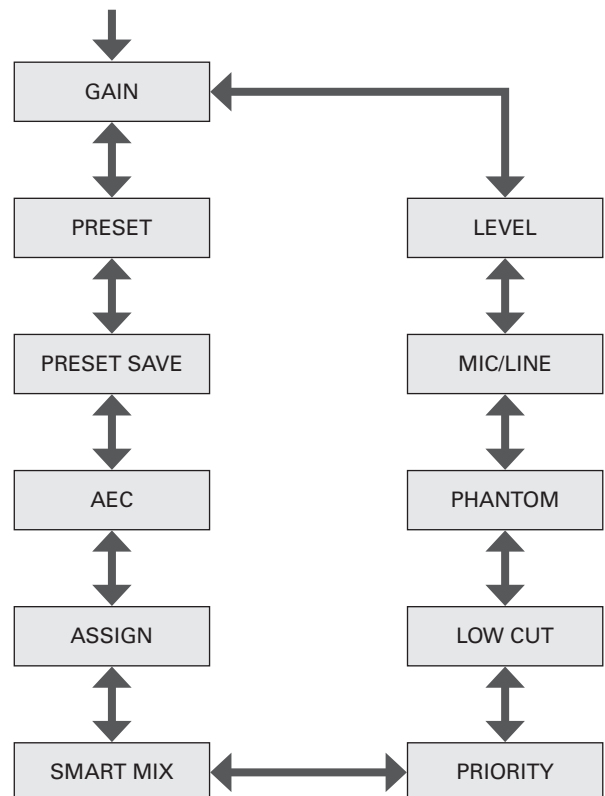 GAIN
PRESET
LEVEL
PRESET SAVE
MIC/LINE
AEC
PHANTOM
ASSIGN
LOW CUT
SMART MIX
PRIORITY